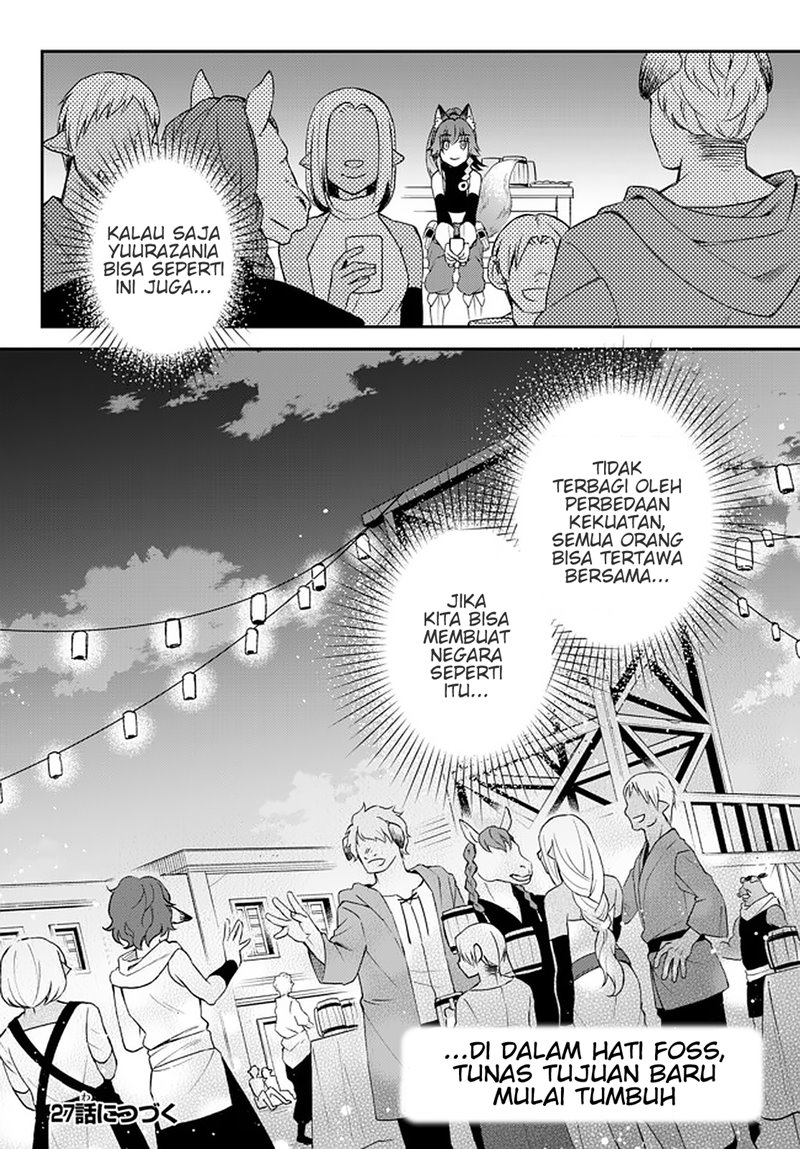 KALAU SAJA
YUURAZANIA
BISA SEPERTI
INI JUGA...
TIDAK
TERBAGI OLEH
PERBEDAAN
KEKUATAN,
SEMUA ORANG
BISA TERTAWA
BERSAMA...
JIKA
KITA BISA
MEMBUAT
NEGARA
SEPERTI
ITU...
...DI DALAM HATI FOSS,
TUNAS TUJUAN BARU
MULAI TUMBUH
わ
27話につづく